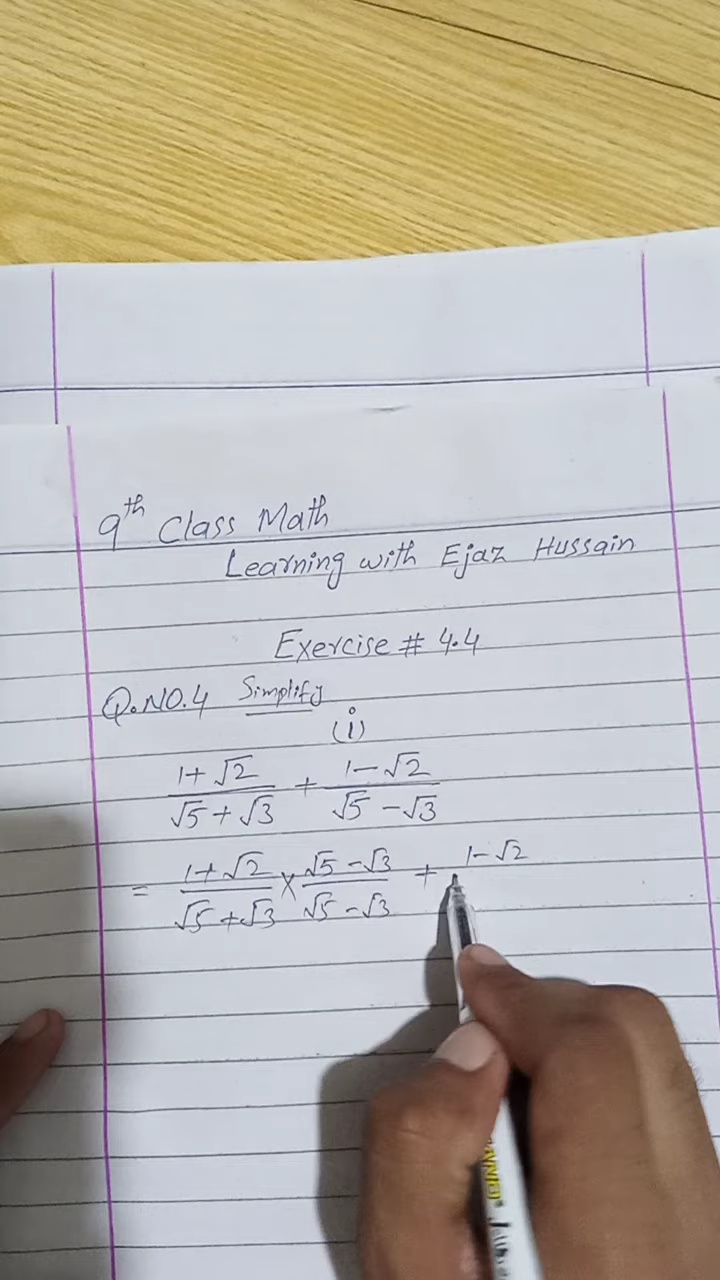 9th Class Math
Learning with Ejaz Hussain
Exercise # 4.4
Q.NO.4 Simplify
(i)
(1+√2)/(√5+√3) + (1-√2)/(√5-√3)
= (1+√2)/(√5+√3) × (√5-√3)/(√5-√3) + 1-√2